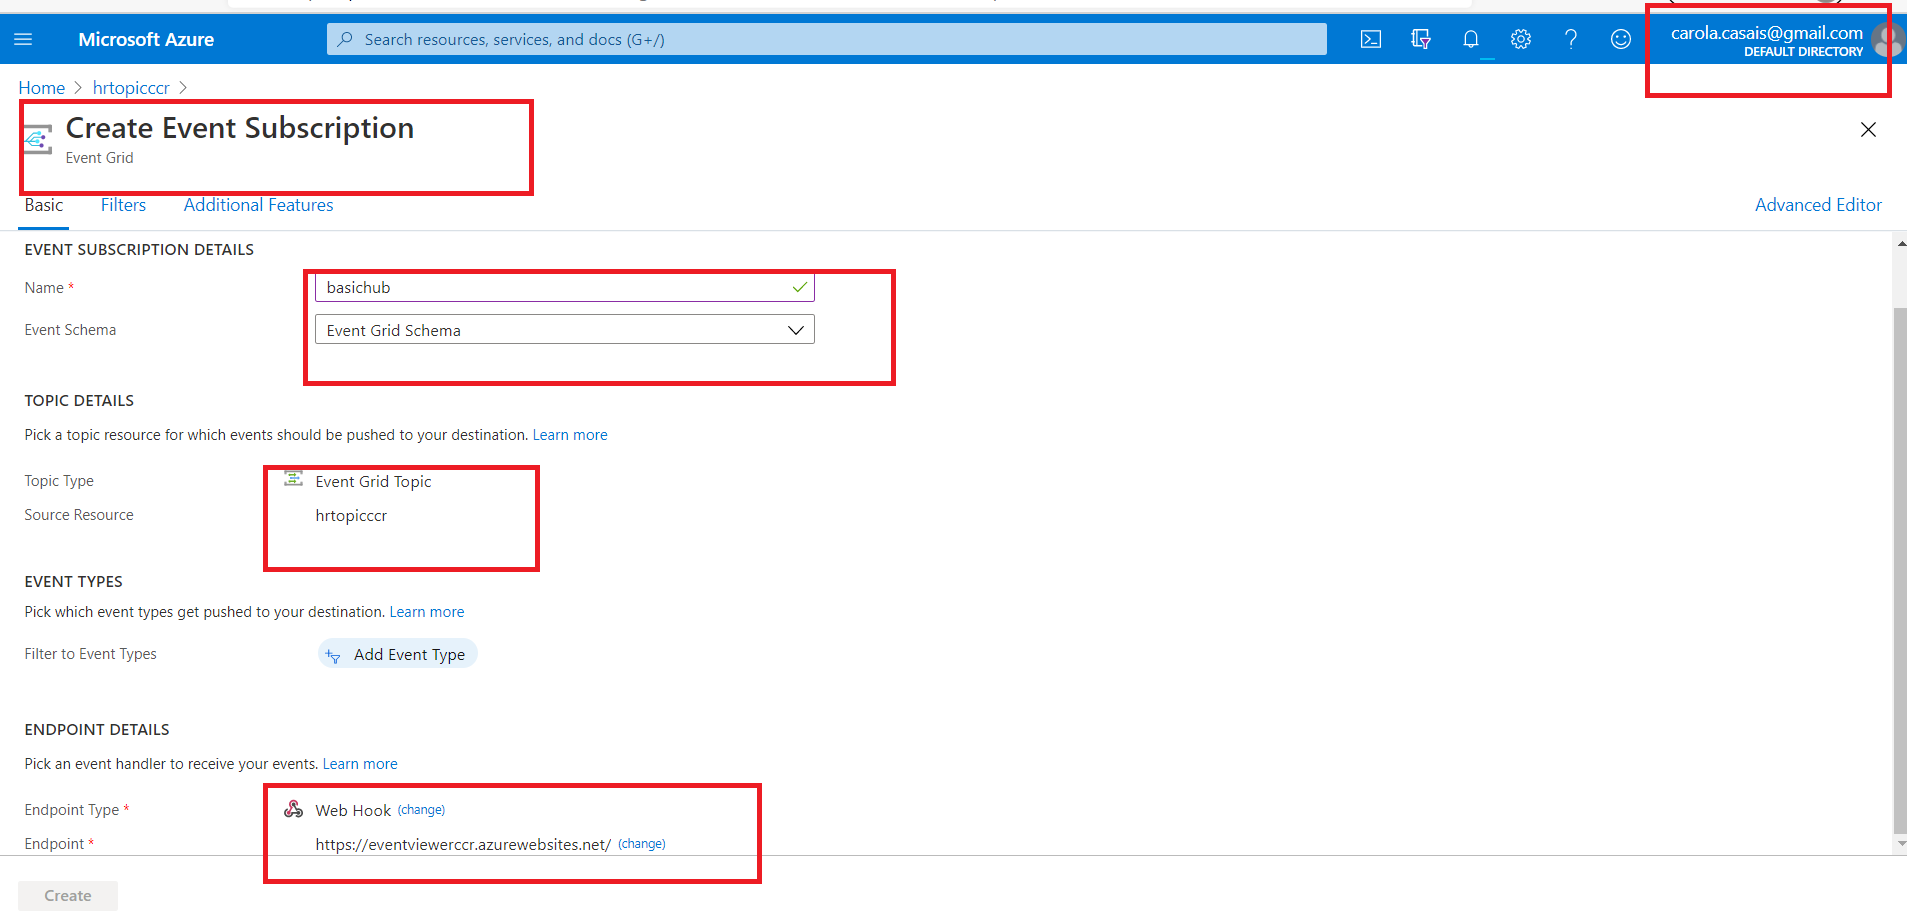 Microsoft Azure
Search resources, services, and docs (G+/)
carola.casais@gmail.com
DEFAULT DIRECTORY
Home > hrtopicccr >
Create Event Subscription
Event Grid
Basic Filters Additional Features Advanced Editor
EVENT SUBSCRIPTION DETAILS
Name * basichub
Event Schema Event Grid Schema
TOPIC DETAILS
Pick a topic resource for which events should be pushed to your destination. Learn more
Topic Type Event Grid Topic
Source Resource hrtopicccr
EVENT TYPES
Pick which event types get pushed to your destination. Learn more
Filter to Event Types Add Event Type
ENDPOINT DETAILS
Pick an event handler to receive your events. Learn more
Endpoint Type * Web Hook (change)
Endpoint * https://eventviewerccr.azurewebsites.net/ (change)
Create